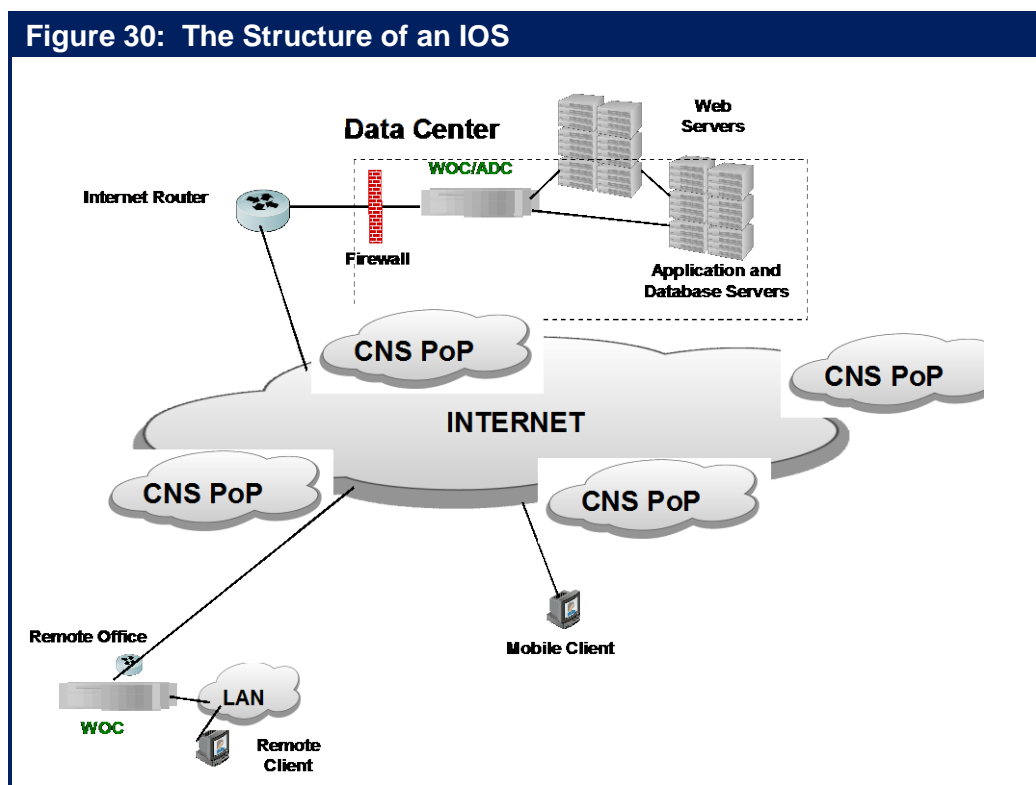 Figure 30:  The Structure of an IOS
Web
Servers
Data Center
WOC/ADC
Internet Router
Firewall
Application and
Database Servers
CNS PoP
CNS PoP
INTERNET
CNS PoP
CNS PoP
Remote Office
Mobile Client
LAN
WOC
Remote
Client